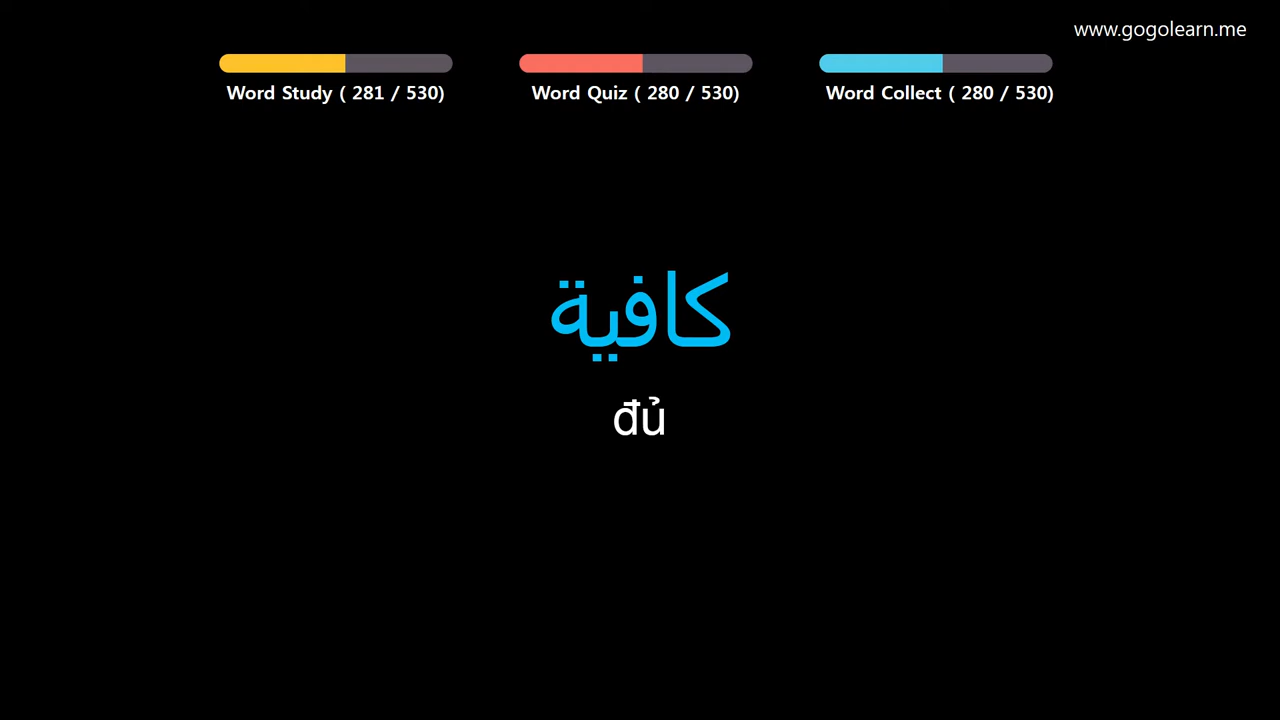 www.gogolearn.me
Word Study ( 281 / 530)
Word Quiz ( 280 / 530)
Word Collect ( 280 / 530)
كافية
đủ